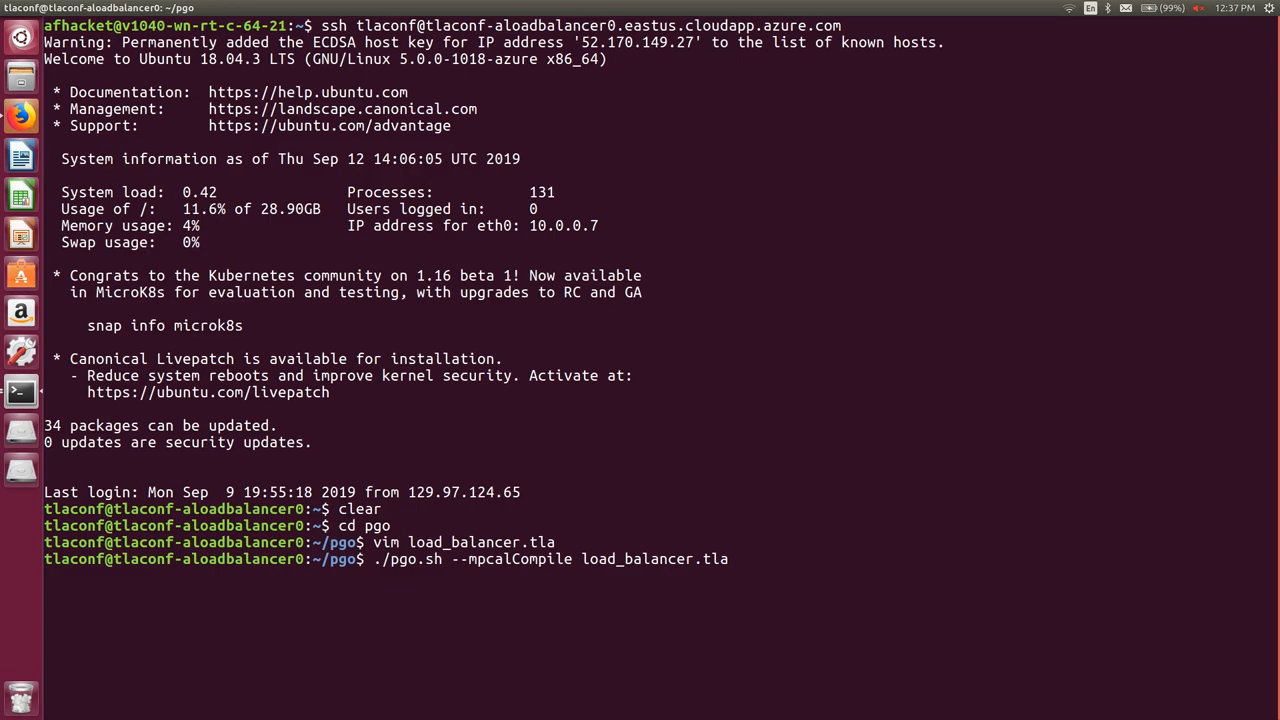 tlaconf@tlaconf-aloadbalancer0: ~/pgo
En
(99%)
12:37 PM
afhacket@v1040-wn-rt-c-64-21:~$ ssh tlaconf@tlaconf-aloadbalancer0.eastus.cloudapp.azure.com
Warning: Permanently added the ECDSA host key for IP address '52.170.149.27' to the list of known hosts.
Welcome to Ubuntu 18.04.3 LTS (GNU/Linux 5.0.0-1018-azure x86_64)
* Documentation:  https://help.ubuntu.com
* Management:     https://landscape.canonical.com
* Support:        https://ubuntu.com/advantage
System information as of Thu Sep 12 14:06:05 UTC 2019
System load:  0.42               Processes:           131
Usage of /:   11.6% of 28.90GB   Users logged in:     0
Memory usage: 4%                 IP address for eth0: 10.0.0.7
Swap usage:   0%
* Congrats to the Kubernetes community on 1.16 beta 1! Now available
in MicroK8s for evaluation and testing, with upgrades to RC and GA
snap info microk8s
* Canonical Livepatch is available for installation.
- Reduce system reboots and improve kernel security. Activate at:
https://ubuntu.com/livepatch
34 packages can be updated.
0 updates are security updates.
Last login: Mon Sep  9 19:55:18 2019 from 129.97.124.65
tlaconf@tlaconf-aloadbalancer0:~$ clear
tlaconf@tlaconf-aloadbalancer0:~$ cd pgo
tlaconf@tlaconf-aloadbalancer0:~/pgo$ vim load_balancer.tla
tlaconf@tlaconf-aloadbalancer0:~/pgo$ ./pgo.sh --mpcalCompile load_balancer.tla